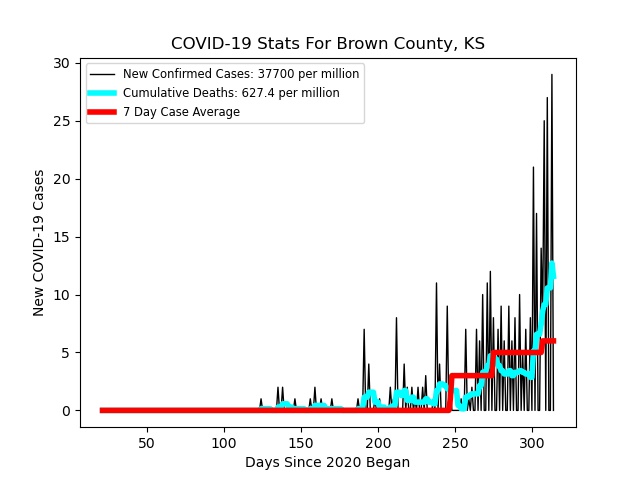 COVID-19 Stats For Brown County, KS
New Confirmed Cases: 37700 per million
Cumulative Deaths: 627.4 per million
7 Day Case Average
New COVID-19 Cases
30
25
20
15
10
5
0
50 100 150 200 250 300
Days Since 2020 Began